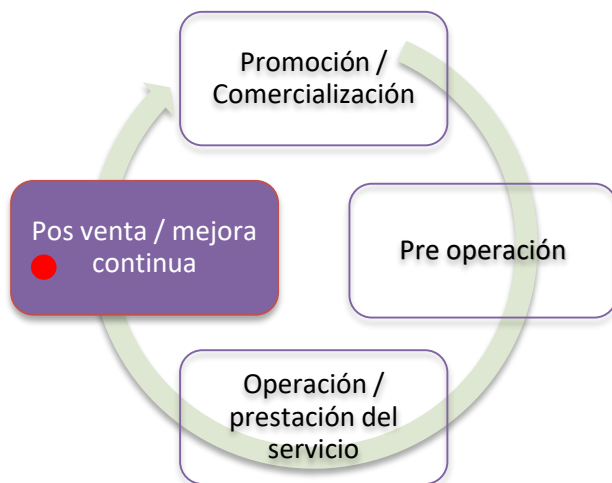 Promoción /
Comercialización
Pre operación
Operación /
prestación del
servicio
Pos venta / mejora
continua